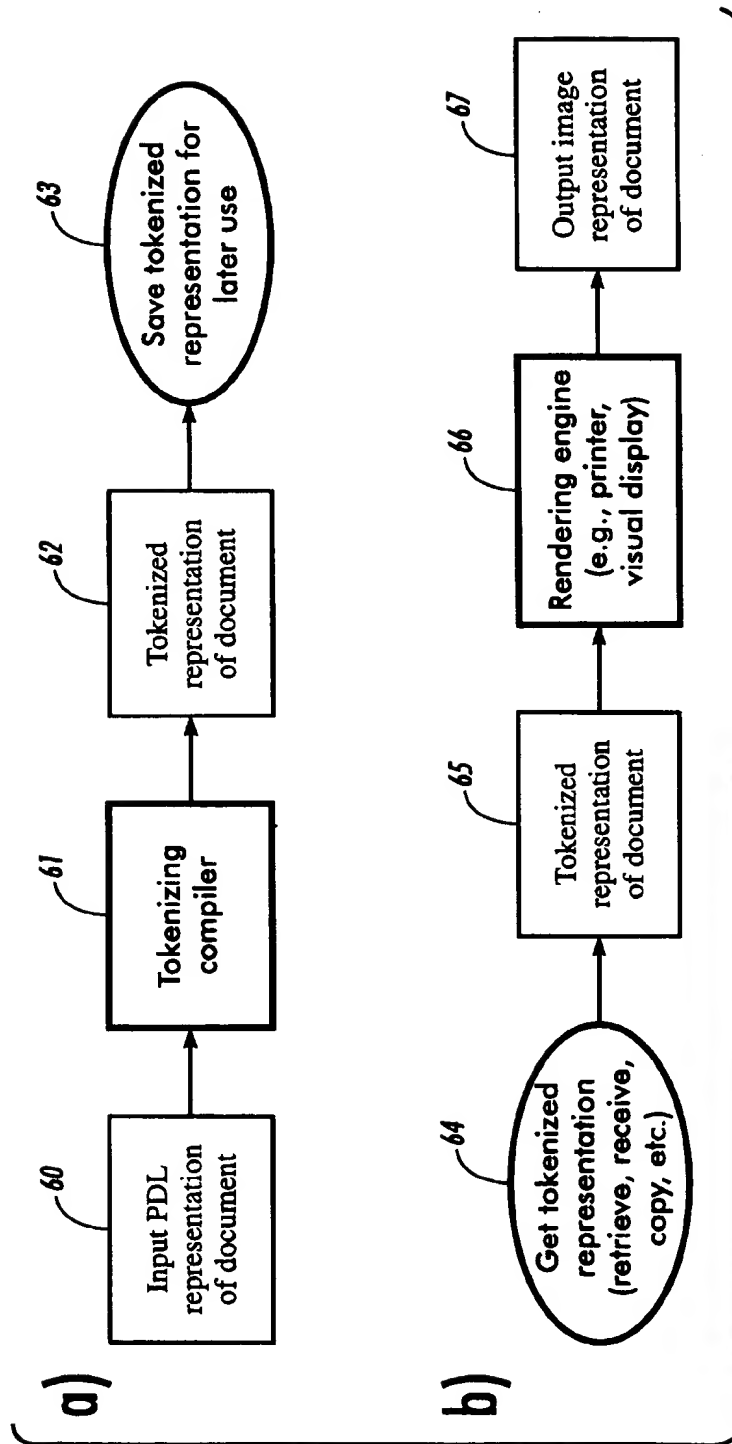 a)
60
Input PDL
representation
of document
61
Tokenizing
compiler
62
Tokenized
representation
of document
63
Save tokenized
representation for
later use
b)
64
Get tokenized
representation
(retrieve, receive,
copy, etc.)
65
Tokenized
representation
of document
66
Rendering engine
(e.g., printer,
visual display)
67
Output image
representation
of document